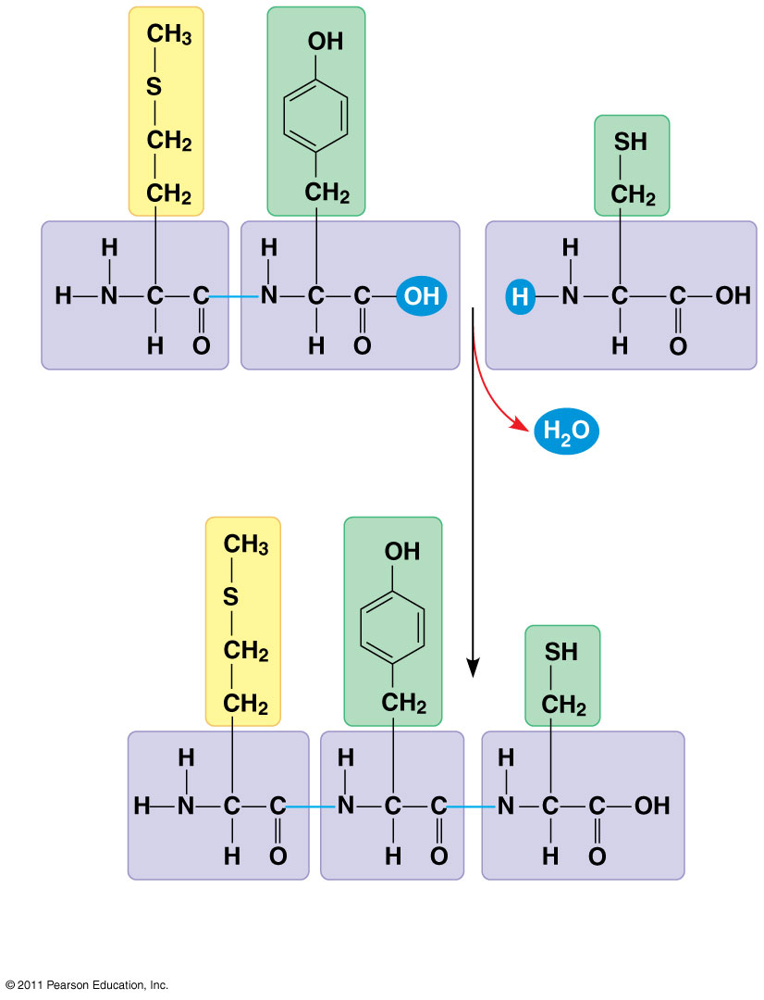 CH3
OH
S
SH
CH2
CH2
CH2
CH2
H
H
H
H—N—C—C—N—C—C—OH
H—N—C—C—OH
H
O
H
O
H
O
H2O
CH3
OH
S
SH
CH2
CH2
CH2
CH2
H
H
H
H—N—C—C—N—C—C—N—C—C—OH
H
O
H
O
H
O
© 2011 Pearson Education, Inc.